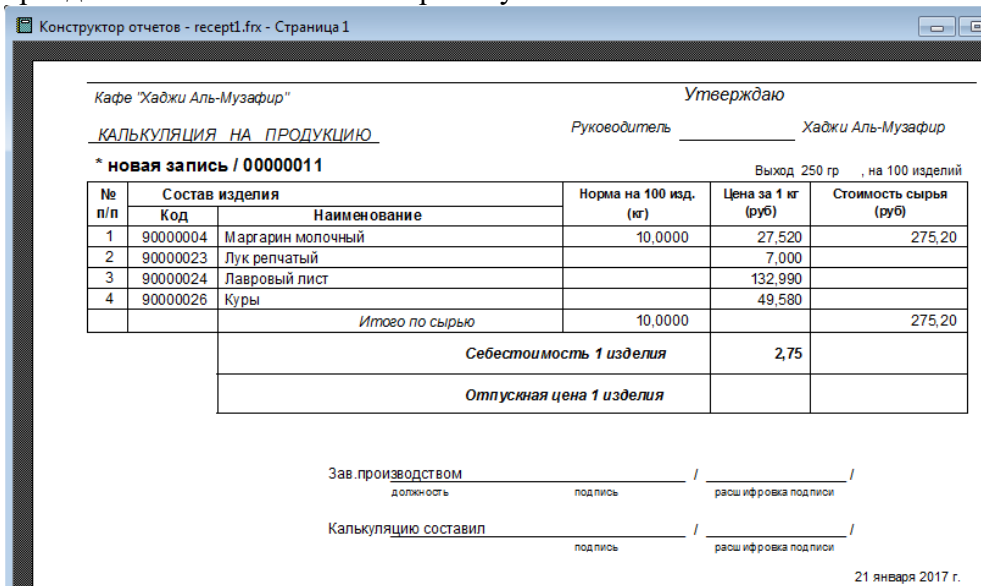 Конструктор отчетов - recept1.frx - Страница 1
Кафе "Хаджи Аль-Музафир"
Утверждаю
КАЛЬКУЛЯЦИЯ НА ПРОДУКЦИЮ
Руководитель Хаджи Аль-Музафир
* новая запись / 00000011
Выход 250 гр , на 100 изделий
№ п/п Состав изделия Норма на 100 изд. (кг) Цена за 1 кг (руб) Стоимость сырья (руб)
Код Наименование
1 90000004 Маргарин молочный 10,0000 27,520 275,20
2 90000023 Лук репчатый 7,000
3 90000024 Лавровый лист 132,990
4 90000026 Куры 49,580
Итого по сырью 10,0000 275,20
Себестоимость 1 изделия 2,75
Отпускная цена 1 изделия
Зав.производством / /
должность подпись расшифровка подписи
Калькуляцию составил / /
подпись расшифровка подписи
21 января 2017 г.